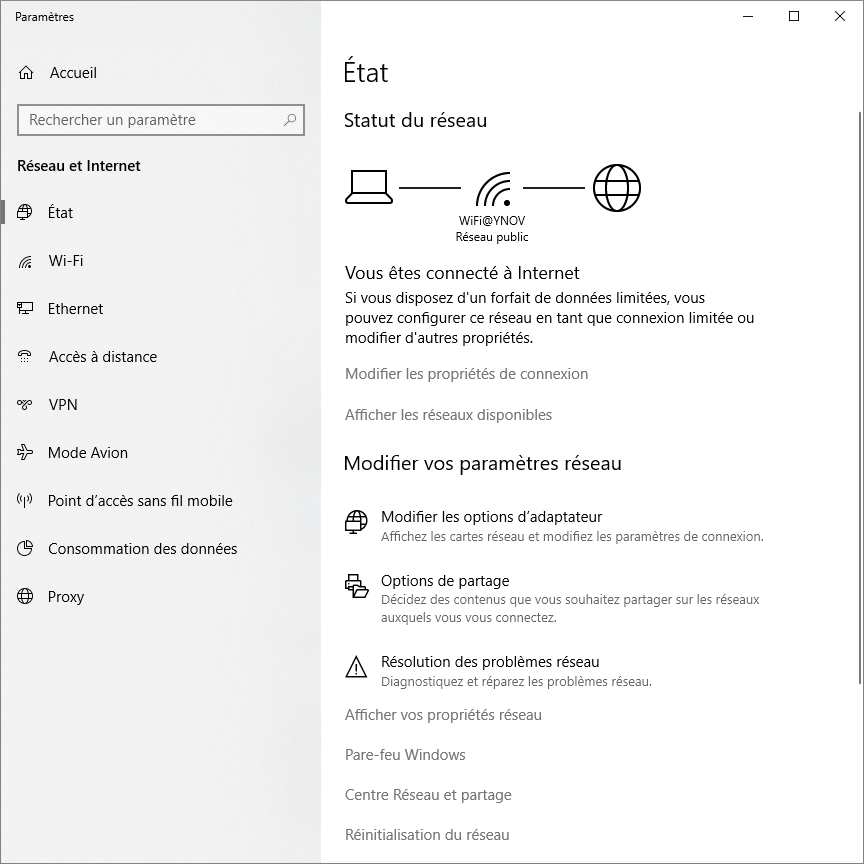 Paramètres
Accueil
Rechercher un paramètre
Réseau et Internet
État
Wi-Fi
Ethernet
Accès à distance
VPN
Mode Avion
Point d’accès sans fil mobile
Consommation des données
Proxy
État
Statut du réseau
WiFi@YNOV
Réseau public
Vous êtes connecté à Internet
Si vous disposez d'un forfait de données limitées, vous
pouvez configurer ce réseau en tant que connexion limitée ou
modifier d'autres propriétés.
Modifier les propriétés de connexion
Afficher les réseaux disponibles
Modifier vos paramètres réseau
Modifier les options d’adaptateur
Affichez les cartes réseau et modifiez les paramètres de connexion.
Options de partage
Décidez des contenus que vous souhaitez partager sur les réseaux
auxquels vous vous connectez.
Résolution des problèmes réseau
Diagnostiquez et réparez les problèmes réseau.
Afficher vos propriétés réseau
Pare-feu Windows
Centre Réseau et partage
Réinitialisation du réseau